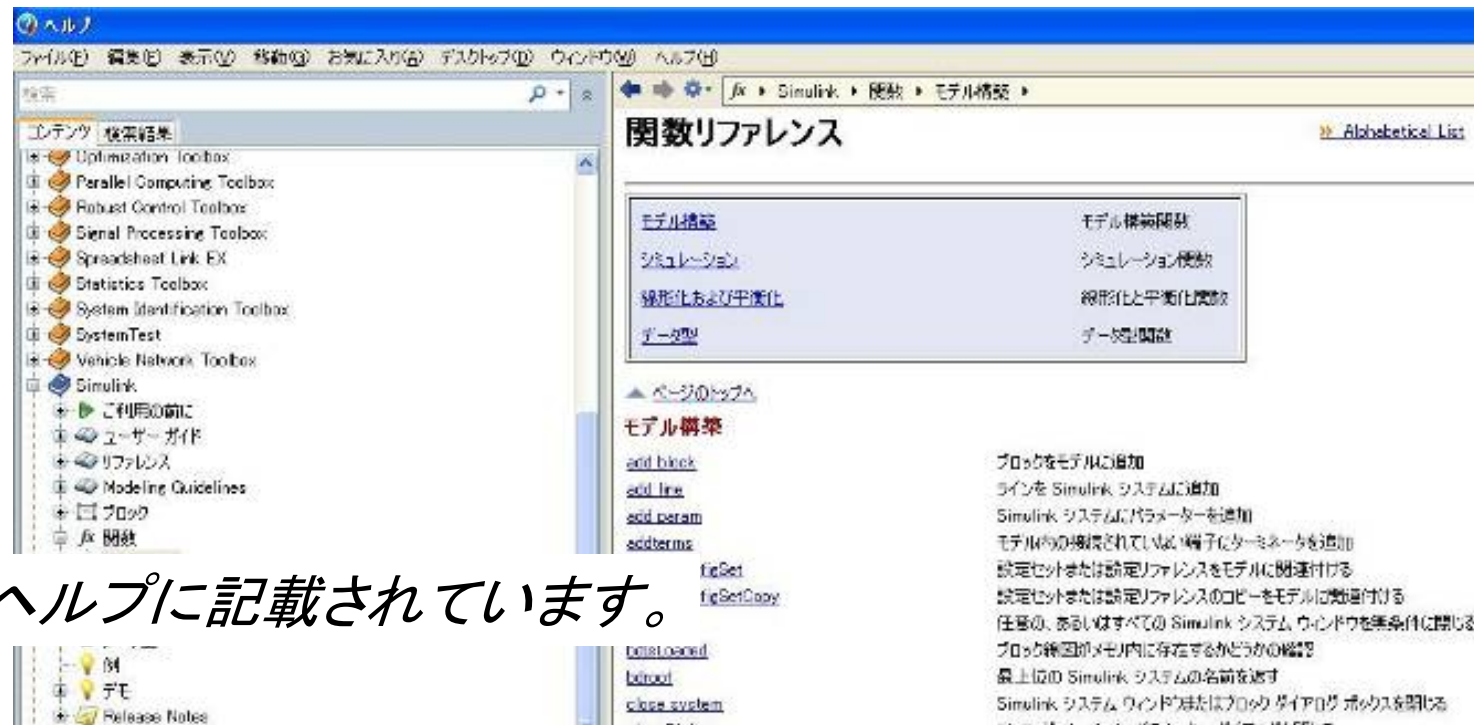 ヘルプ
ファイル(F) 編集(E) 表示(V) 移動(G) お気に入り(A) デスクトップ(D) ウィンドウ(W) ヘルプ(H)
検索
コンテンツ 検索結果
Optimization Toolbox
Parallel Computing Toolbox
Robust Control Toolbox
Signal Processing Toolbox
Spreadsheet Link EX
Statistics Toolbox
System Identification Toolbox
SystemTest
Vehicle Network Toolbox
Simulink
ご利用の前に
ユーザー ガイド
リファレンス
Modeling Guidelines
ブロック
fx 関数
ヘルプに記載されています。
例
デモ
Release Notes
fx ▸ Simulink ▸ 関数 ▸ モデル構築 ▸
関数リファレンス
Alphabetical List
モデル構築 モデル構築関数
シミュレーション シミュレーション関数
線形化および平衡化 線形化と平衡化関数
データ型 データ型関数
ページのトップへ
モデル構築
add_block ブロックをモデルに追加
add_line ラインを Simulink システムに追加
add_param Simulink システムにパラメーターを追加
addterms モデル内の接続されていない端子にターミネータを追加
figSet 設定セットまたは設定リファレンスをモデルに関連付ける
figSetCopy 設定セットまたは設定リファレンスのコピーをモデルに関連付ける
任意の、あるいはすべての Simulink システム ウィンドウを無条件に閉じる
bdIsLoaded ブロック線図がメモリ内に存在するかどうかの確認
bdroot 最上位の Simulink システムの名前を返す
close_system Simulink システム ウィンドウまたはブロック ダイアログ ボックスを閉じる